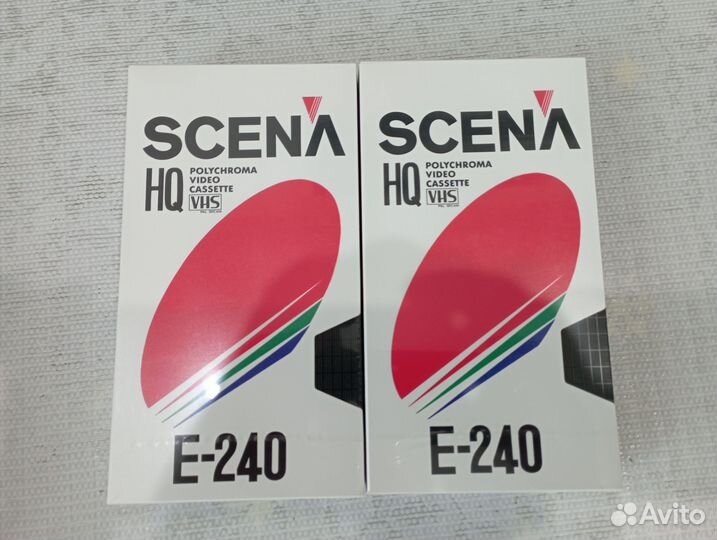 SCENA
HQ
POLYCHROMA
VIDEO
CASSETTE
VHS
E-240
SCENA
HQ
POLYCHROMA
VIDEO
CASSETTE
VHS
E-240
Avito